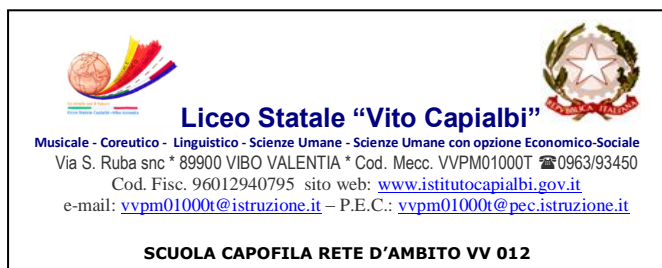 Liceo Statale “Vito Capialbi”
Musicale - Coreutico - Linguistico - Scienze Umane - Scienze Umane con opzione Economico-Sociale
Via S. Ruba snc * 89900 VIBO VALENTIA * Cod. Mecc. VVPM01000T ☎0963/93450
Cod. Fisc. 96012940795 sito web: www.istitutocapialbi.gov.it
e-mail: vvpm01000t@istruzione.it – P.E.C.: vvpm01000t@pec.istruzione.it
SCUOLA CAPOFILA RETE D’AMBITO VV 012